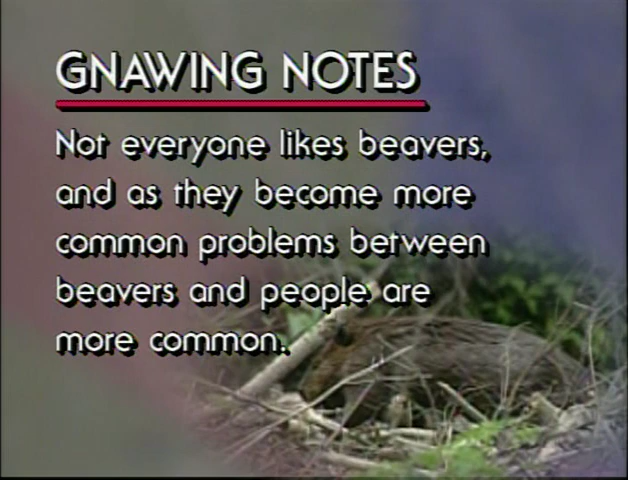 GNAWING NOTES
Not everyone likes beavers,
and as they become more
common problems between
beavers and people are
more common.